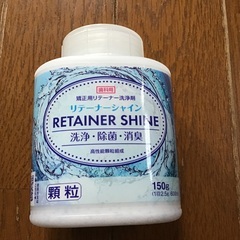 歯科用
矯正用リテーナー洗浄剤
リテーナーシャイン
RETAINER SHINE
洗浄・除菌・消臭
高性能顆粒組成
150g
顆粒